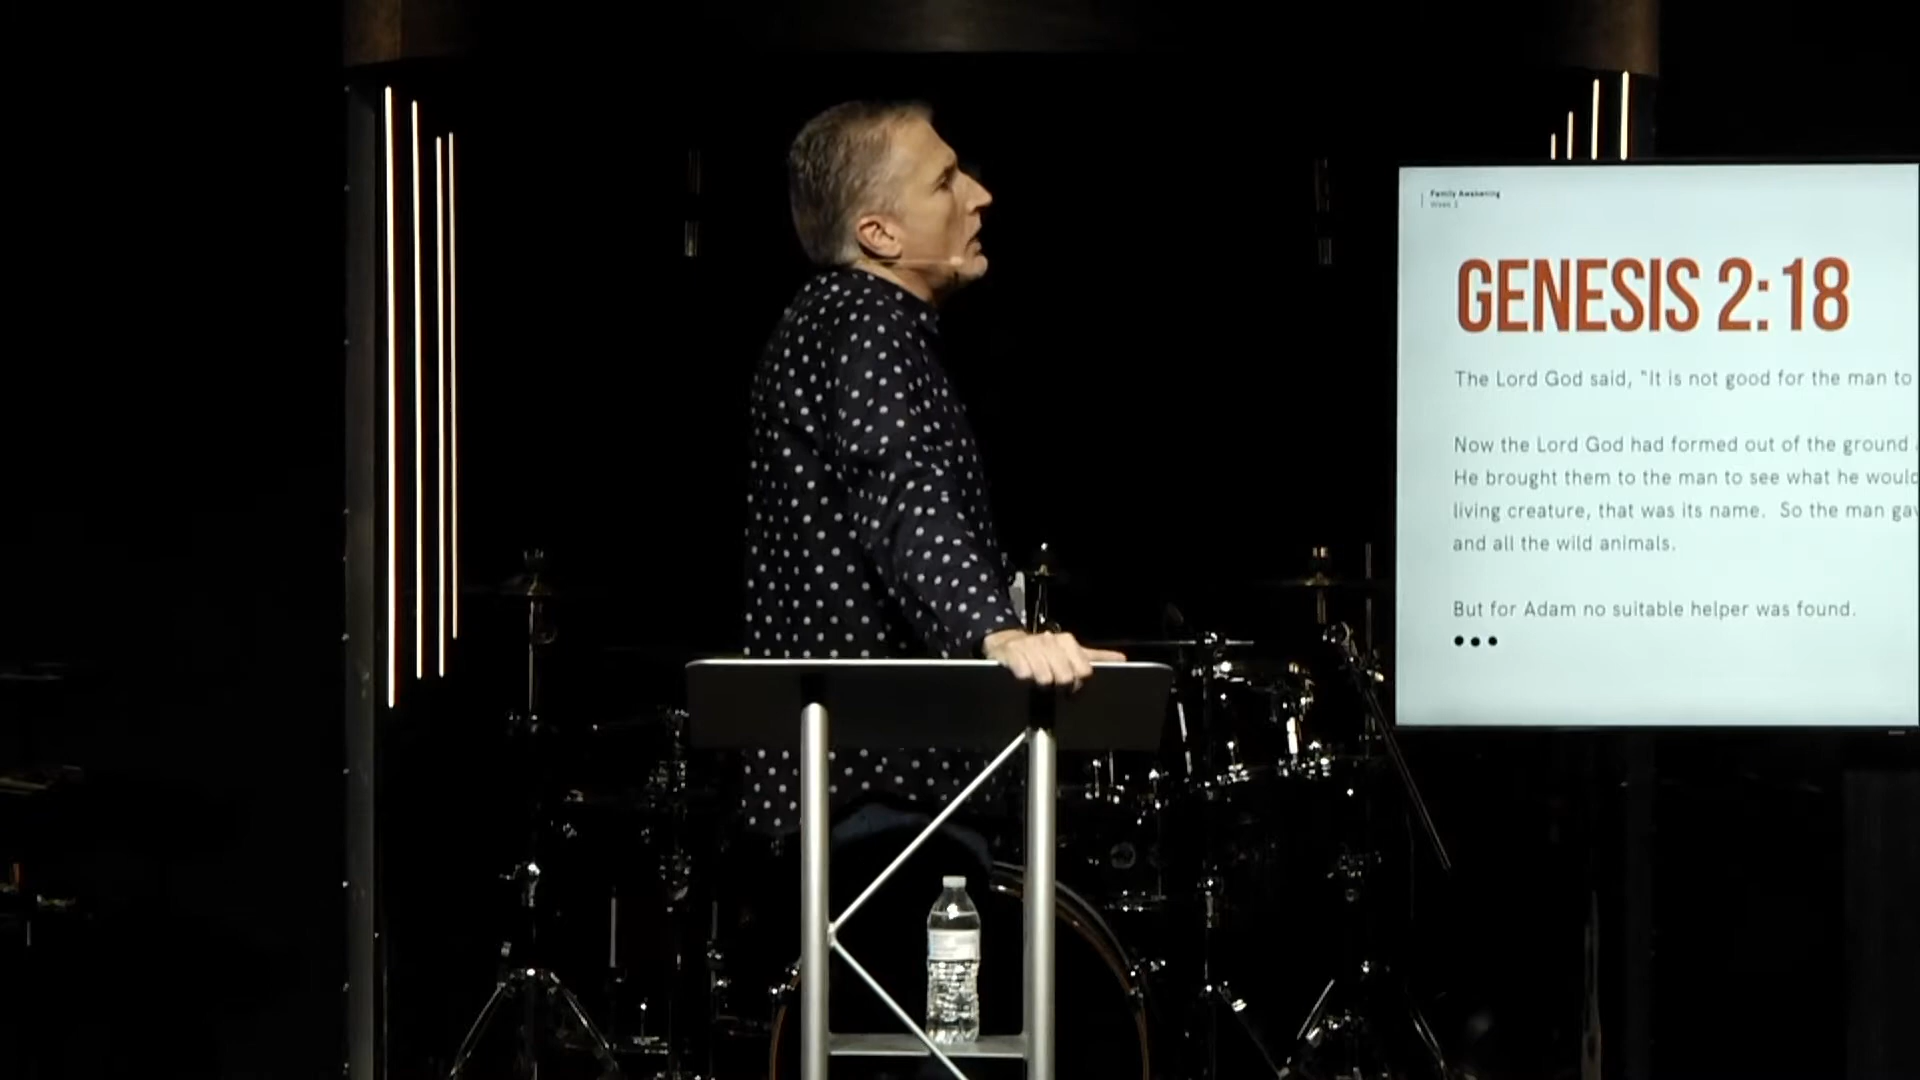 Family Awakening
Week 3
GENESIS 2:18
The Lord God said, "It is not good for the man to
Now the Lord God had formed out of the ground
He brought them to the man to see what he would
living creature, that was its name. So the man gav
and all the wild animals.
But for Adam no suitable helper was found.
•••